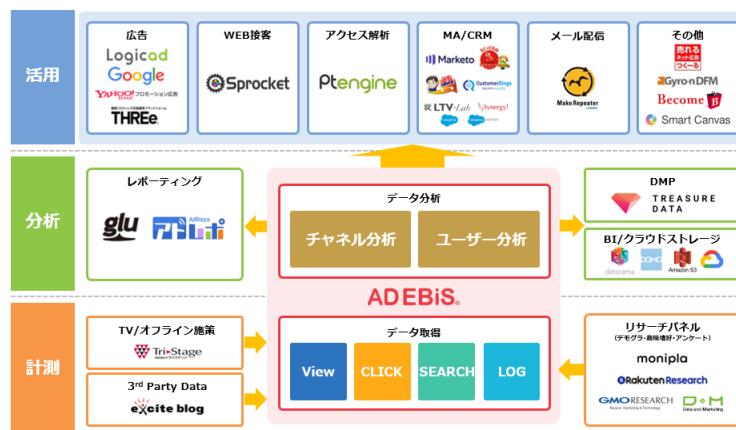 活用
広告
Logicad
Google
YAHOO! プロモーション広告
JAPAN
THREe.
WEB接客
Sprocket
アクセス解析
Ptengine
MA/CRM
Marketo
CustomerRings
LTV-Lab
Synergy!
メール配信
Make Repeater
その他
売れる
ネット広告
つくーる
Gyro-n DFM
Become
Smart Canvas
分析
レポーティング
glu
AdRepo
アドレポ
データ分析
チャネル分析
ユーザー分析
DMP
TREASURE
DATA
BI/クラウドストレージ
datorama
DOMO
Amazon S3
AD EBiS
計測
TV/オフライン施策
Tri-Stage
3rd Party Data
excite blog
データ取得
View
CLICK
SEARCH
LOG
リサーチパネル
(デモグラ・趣味嗜好・アンケート)
monipla
Rakuten Research
GMO RESEARCH
Beyond Marketing & Technology
D・M
Data and Marketing